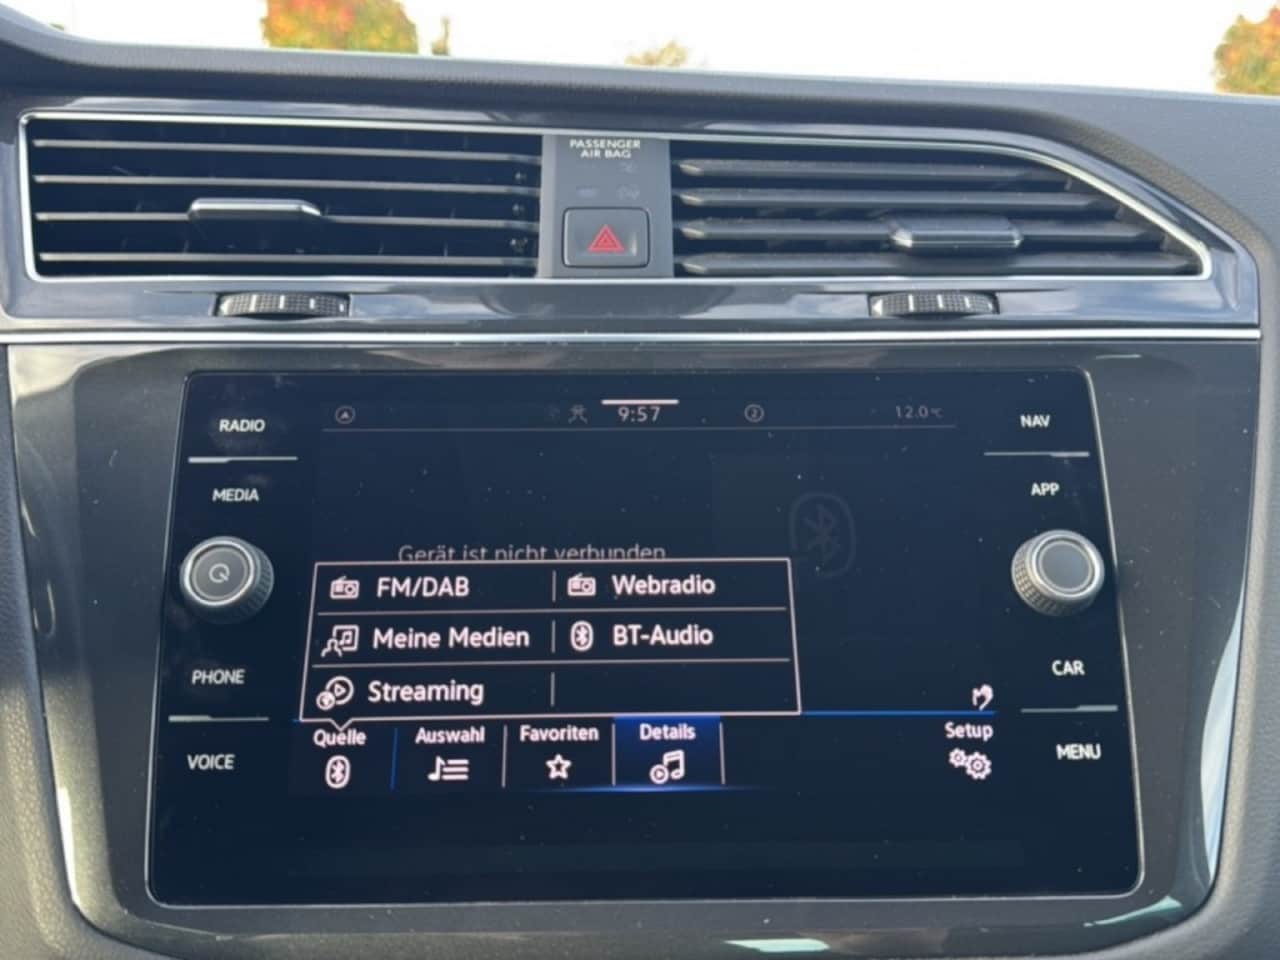 PASSENGER
AIR BAG
RADIO
MEDIA
PHONE
VOICE
9:57
2
12.0°C
NAV
APP
CAR
MENU
Gerät ist nicht verbunden
FM/DAB
Webradio
Meine Medien
BT-Audio
Streaming
Quelle
Auswahl
Favoriten
Details
Setup